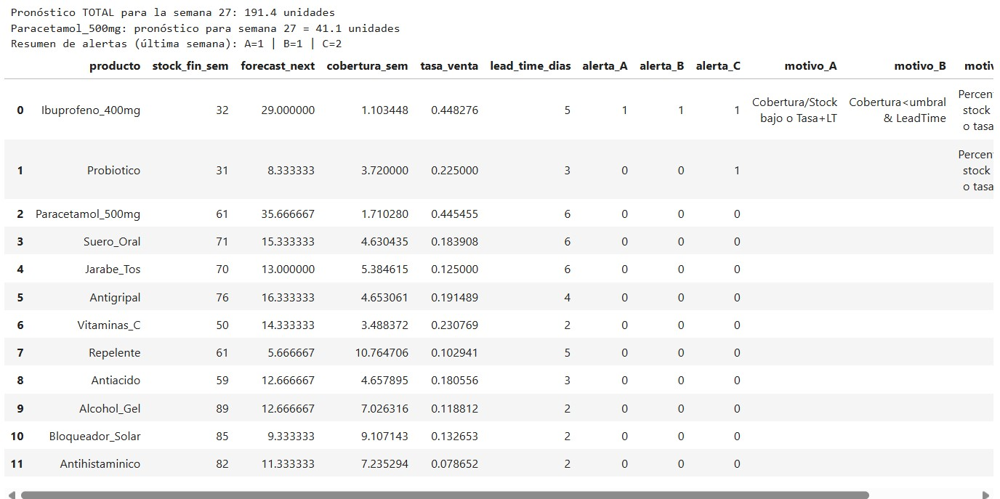 Pronóstico TOTAL para la semana 27: 191.4 unidades
Paracetamol_500mg: pronóstico para semana 27 = 41.1 unidades
Resumen de alertas (última semana): A=1 | B=1 | C=2
producto stock_fin_sem forecast_next cobertura_sem tasa_venta lead_time_dias alerta_A alerta_B alerta_C motivo_A motivo_B
0 Ibuprofeno_400mg 32 29.000000 1.103448 0.448276 5 1 1 1 Cobertura/Stock bajo o Tasa+LT Cobertura<umbral & LeadTime stock o tasa
1 Probiotico 31 8.333333 3.720000 0.225000 3 0 0 1 stock o tasa
2 Paracetamol_500mg 61 35.666667 1.710280 0.445455 6 0 0 0
3 Suero_Oral 71 15.333333 4.630435 0.183908 6 0 0 0
4 Jarabe_Tos 70 13.000000 5.384615 0.125000 6 0 0 0
5 Antigripal 76 16.333333 4.653061 0.191489 4 0 0 0
6 Vitaminas_C 50 14.333333 3.488372 0.230769 2 0 0 0
7 Repelente 61 5.666667 10.764706 0.102941 5 0 0 0
8 Antiacido 59 12.666667 4.657895 0.180556 3 0 0 0
9 Alcohol_Gel 89 12.666667 7.026316 0.118812 2 0 0 0
10 Bloqueador_Solar 85 9.333333 9.107143 0.132653 2 0 0 0
11 Antihistaminico 82 11.333333 7.235294 0.078652 2 0 0 0